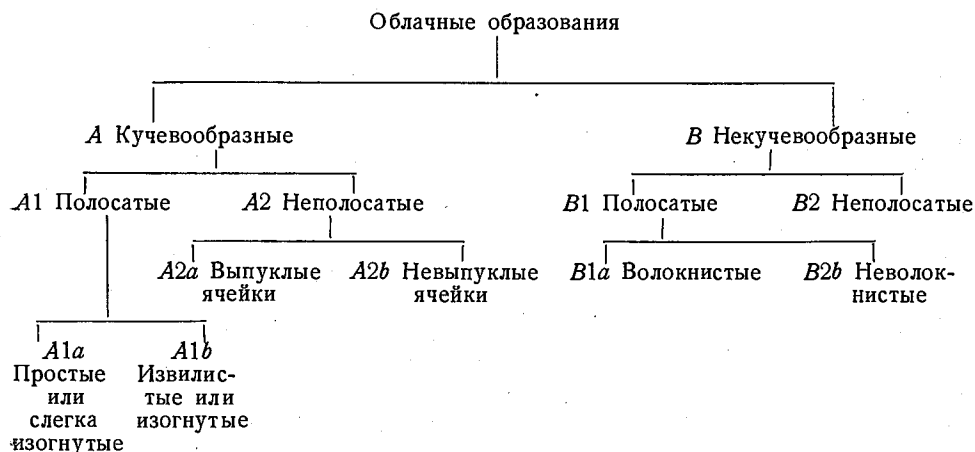 Облачные образования
A Кучевообразные
B Некучевообразные
A1 Полосатые
A2 Неполосатые
B1 Полосатые
B2 Неполосатые
A2a Выпуклые
ячейки
A2b Невыпуклые
ячейки
B1a Волокнистые
B2b Неволок-
нистые
A1a
Простые
или
слегка
изогнутые
A1b
Извилис-
тые или
изогнутые